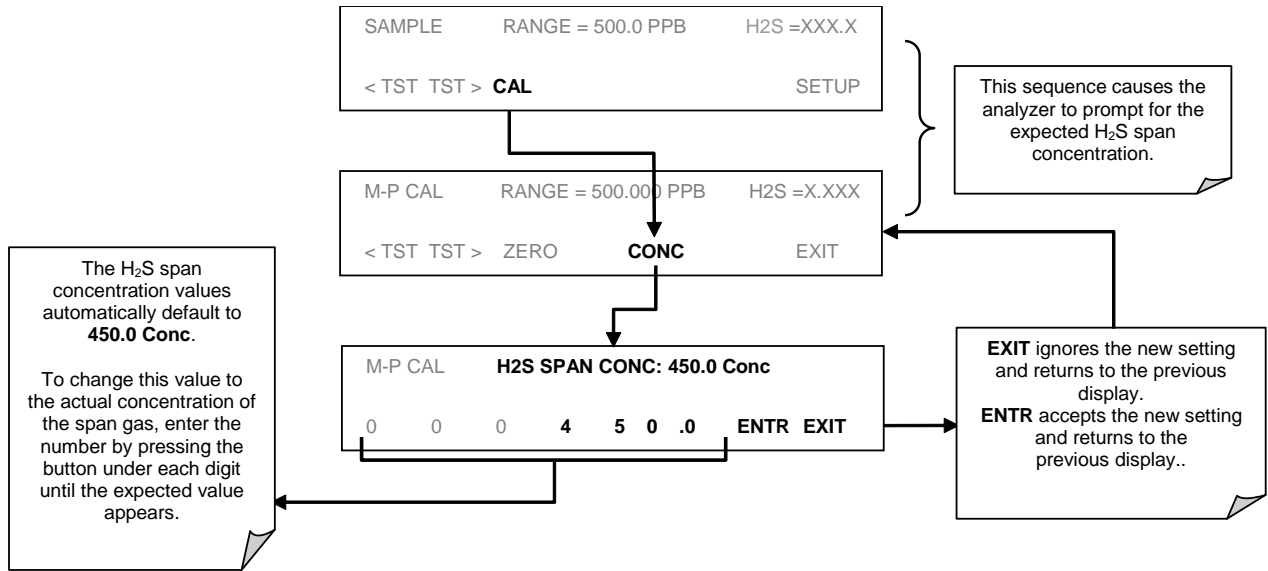 SAMPLE RANGE = 500.0 PPB H2S =XXX.X
< TST TST > CAL SETUP
This sequence causes the
analyzer to prompt for the
expected H₂S span
concentration.
M-P CAL RANGE = 500.000 PPB H2S =X.XXX
< TST TST > ZERO CONC EXIT
The H₂S span
concentration values
automatically default to
450.0 Conc.
To change this value to
the actual concentration of
the span gas, enter the
number by pressing the
button under each digit
until the expected value
appears.
M-P CAL H2S SPAN CONC: 450.0 Conc
0 0 0 4 5 0 .0 ENTR EXIT
EXIT ignores the new setting
and returns to the previous
display.
ENTR accepts the new setting
and returns to the
previous display..